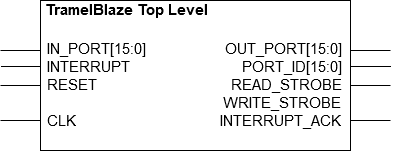 TramelBlaze Top Level
IN_PORT[15:0] OUT_PORT[15:0]
INTERRUPT PORT_ID[15:0]
RESET READ_STROBE
WRITE_STROBE
CLK INTERRUPT_ACK